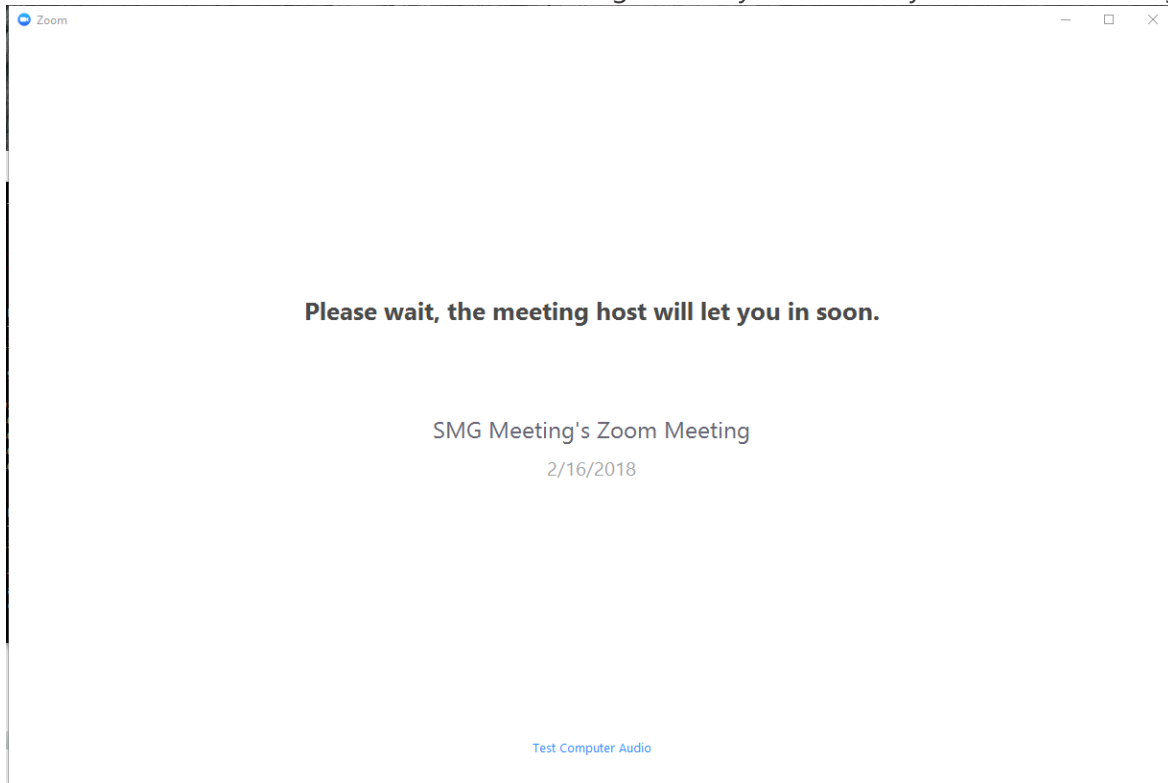 Zoom
Please wait, the meeting host will let you in soon.
SMG Meeting's Zoom Meeting
2/16/2018
Test Computer Audio